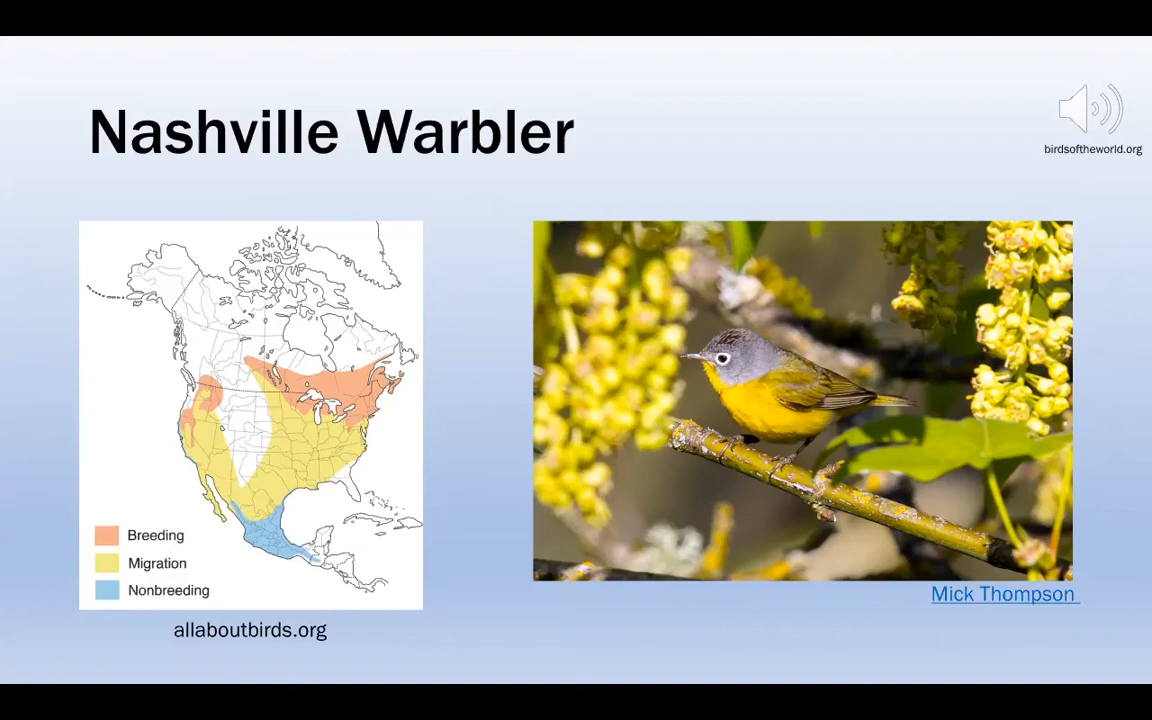 Nashville Warbler
birdsoftheworld.org
Breeding
Migration
Nonbreeding
allaboutbirds.org
Mick Thompson